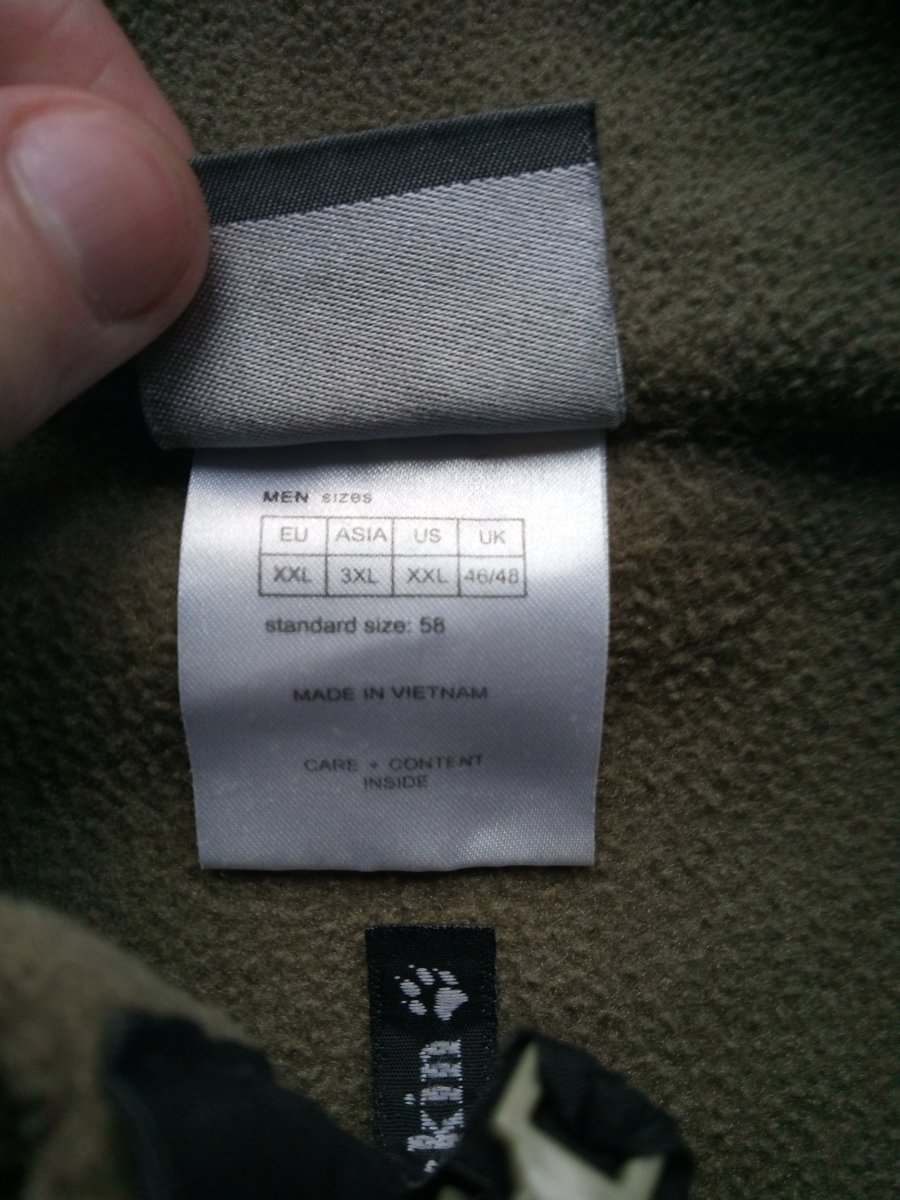 MEN sizes
EU ASIA US UK
XXL 3XL XXL 46/48
standard size: 58
MADE IN VIETNAM
CARE + CONTENT
INSIDE
kin